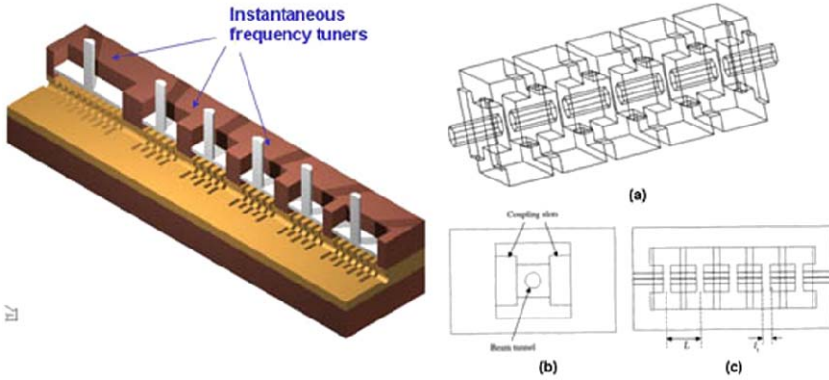 Instantaneous
frequency tuners
(a)
Coupling slots
Beam tunnel
(b)
L
(c)